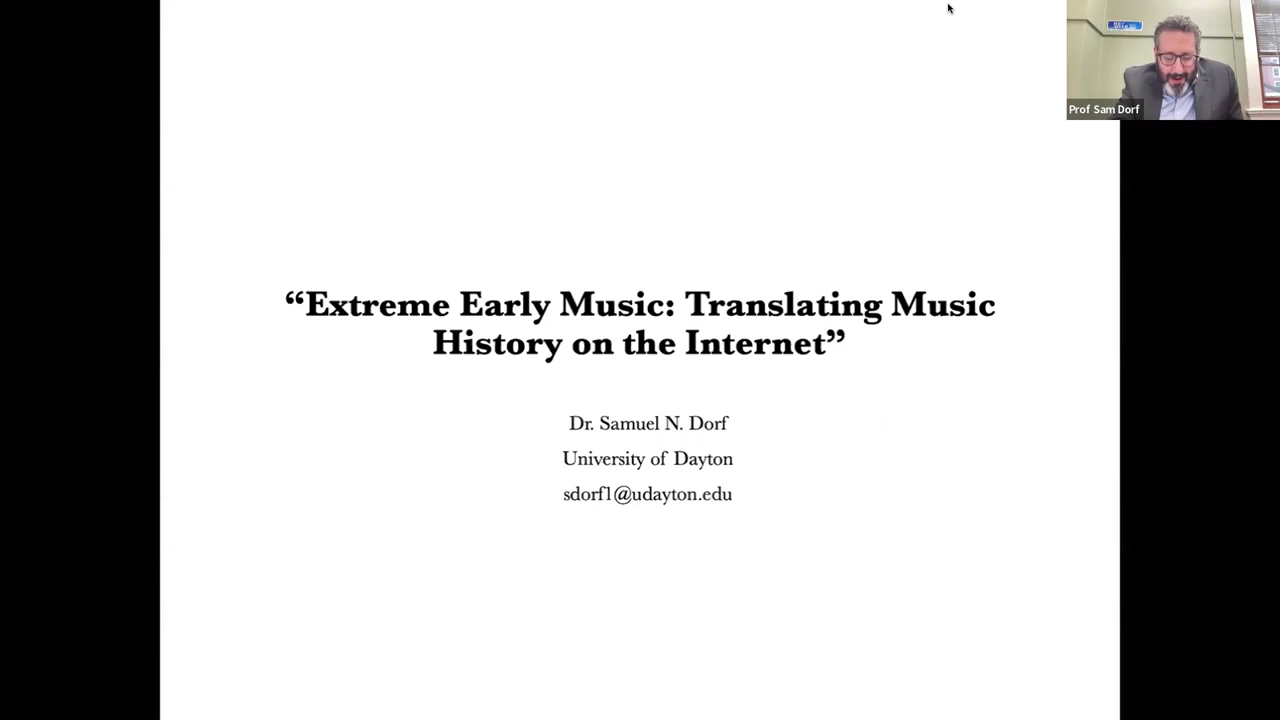 Prof Sam Dorf
“Extreme Early Music: Translating Music
History on the Internet”
Dr. Samuel N. Dorf
University of Dayton
sdorf1@udayton.edu